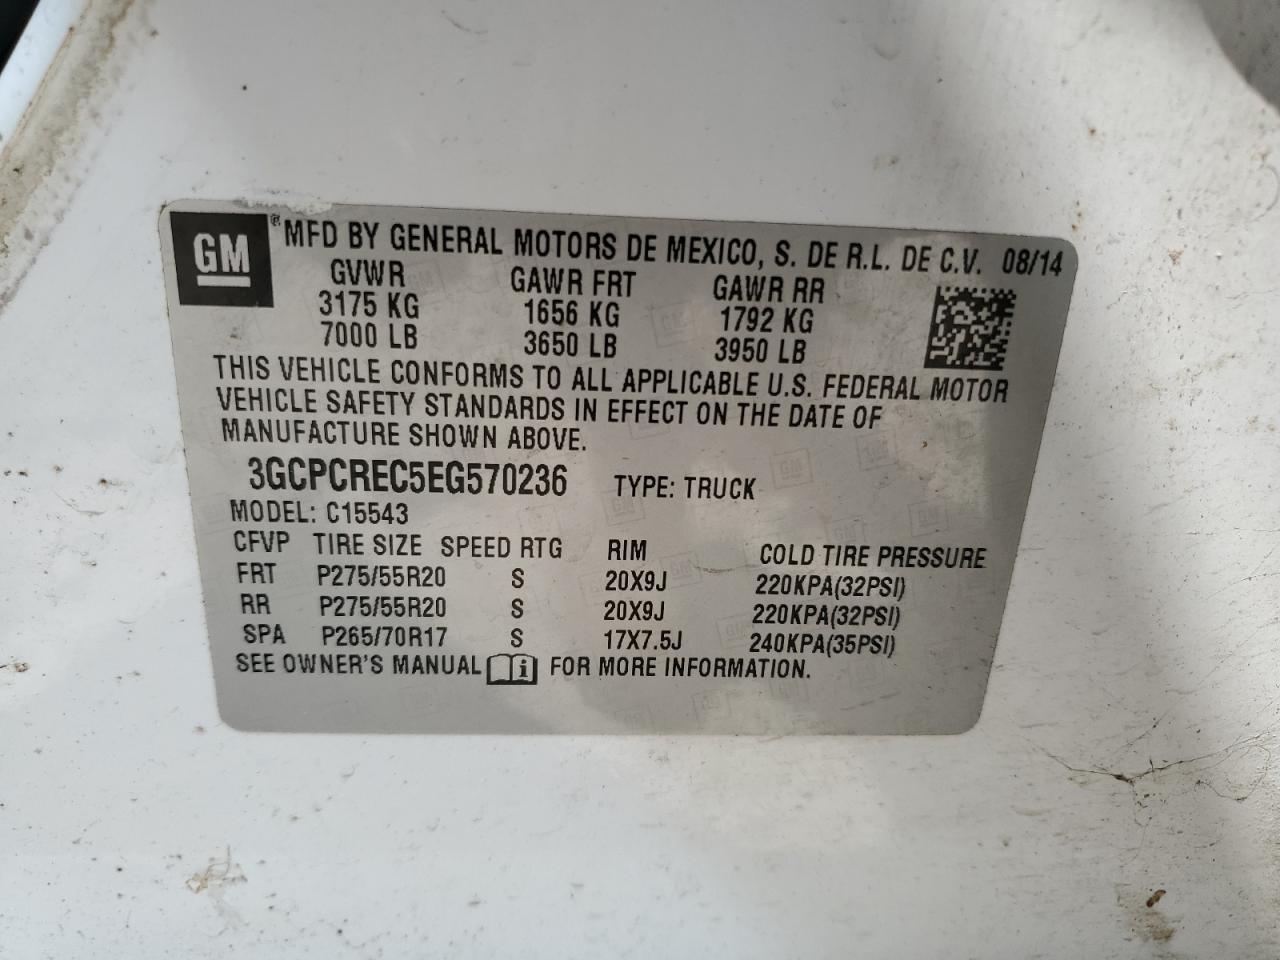 GM ® MFD BY GENERAL MOTORS DE MEXICO, S. DE R.L. DE C.V. 08/14
GVWR GAWR FRT GAWR RR
3175 KG 1656 KG 1792 KG
7000 LB 3650 LB 3950 LB
THIS VEHICLE CONFORMS TO ALL APPLICABLE U.S. FEDERAL MOTOR
VEHICLE SAFETY STANDARDS IN EFFECT ON THE DATE OF
MANUFACTURE SHOWN ABOVE.
3GCPCREC5EG570236 TYPE: TRUCK
MODEL: C15543
CFVP TIRE SIZE SPEED RTG RIM COLD TIRE PRESSURE
FRT P275/55R20 S 20X9J 220KPA(32PSI)
RR P275/55R20 S 20X9J 220KPA(32PSI)
SPA P265/70R17 S 17X7.5J 240KPA(35PSI)
SEE OWNER'S MANUAL i FOR MORE INFORMATION.